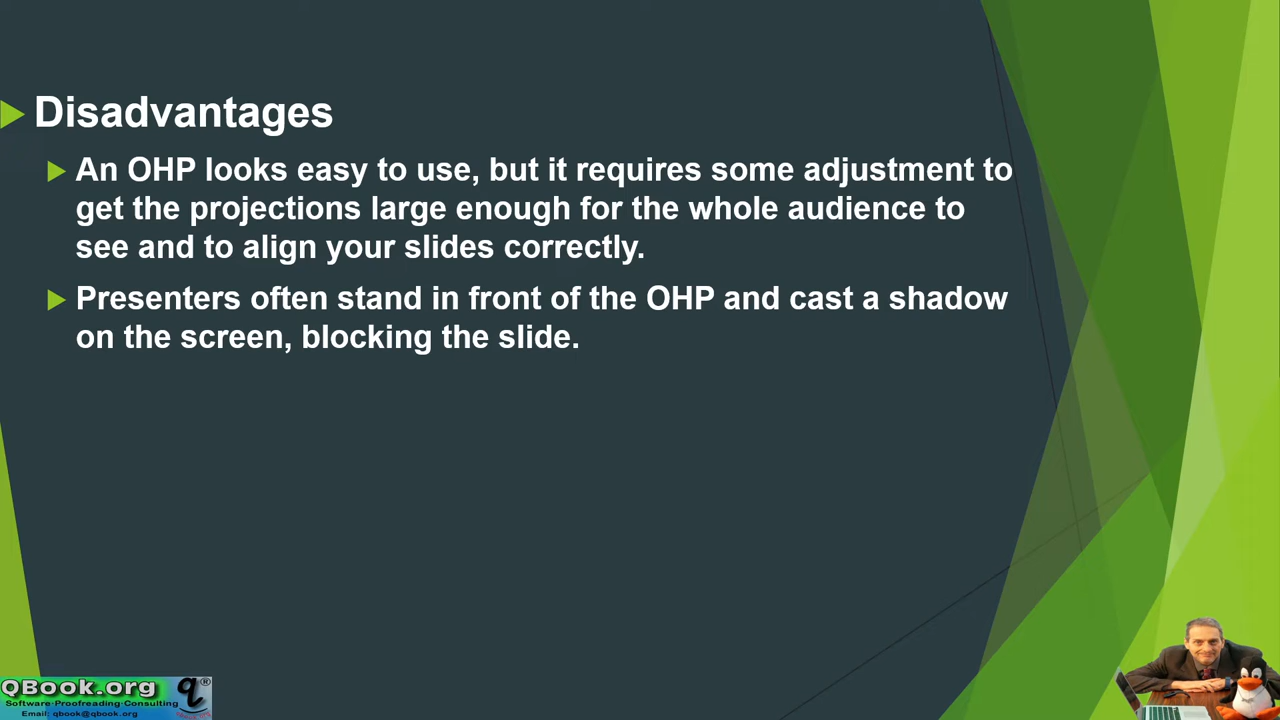 Disadvantages
An OHP looks easy to use, but it requires some adjustment to
get the projections large enough for the whole audience to
see and to align your slides correctly.
Presenters often stand in front of the OHP and cast a shadow
on the screen, blocking the slide.
QBook.org q®
Software·Proofreading·Consulting
Email: qbook@qbook.org